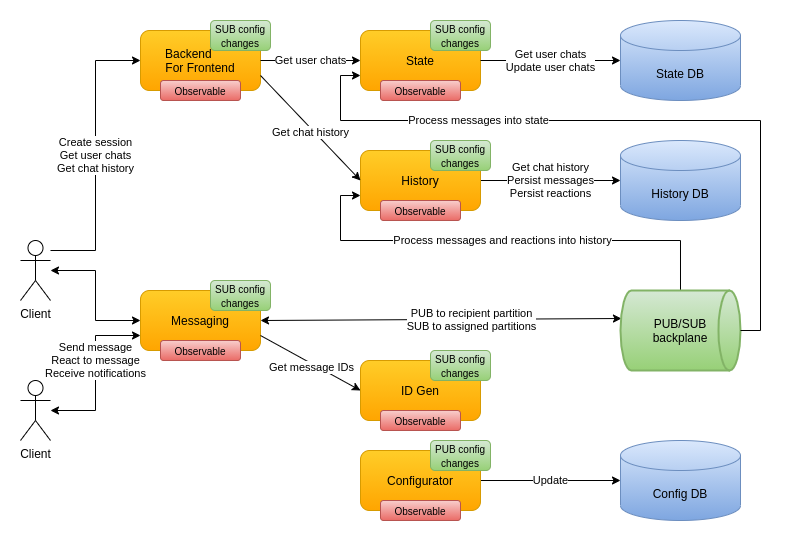 SUB config
changes
Backend
For Frontend
Observable
Get user chats
SUB config
changes
State
Observable
Get user chats
Update user chats
State DB
Process messages into state
Create session
Get user chats
Get chat history
Get chat history
SUB config
changes
History
Observable
Get chat history
Persist messages
Persist reactions
History DB
Process messages and reactions into history
Client
SUB config
changes
Messaging
Observable
PUB to recipient partition
SUB to assigned partitions
PUB/SUB
backplane
Send message
React to message
Receive notifications
Get message IDs
SUB config
changes
ID Gen
Observable
Client
PUB config
changes
Configurator
Observable
Update
Config DB